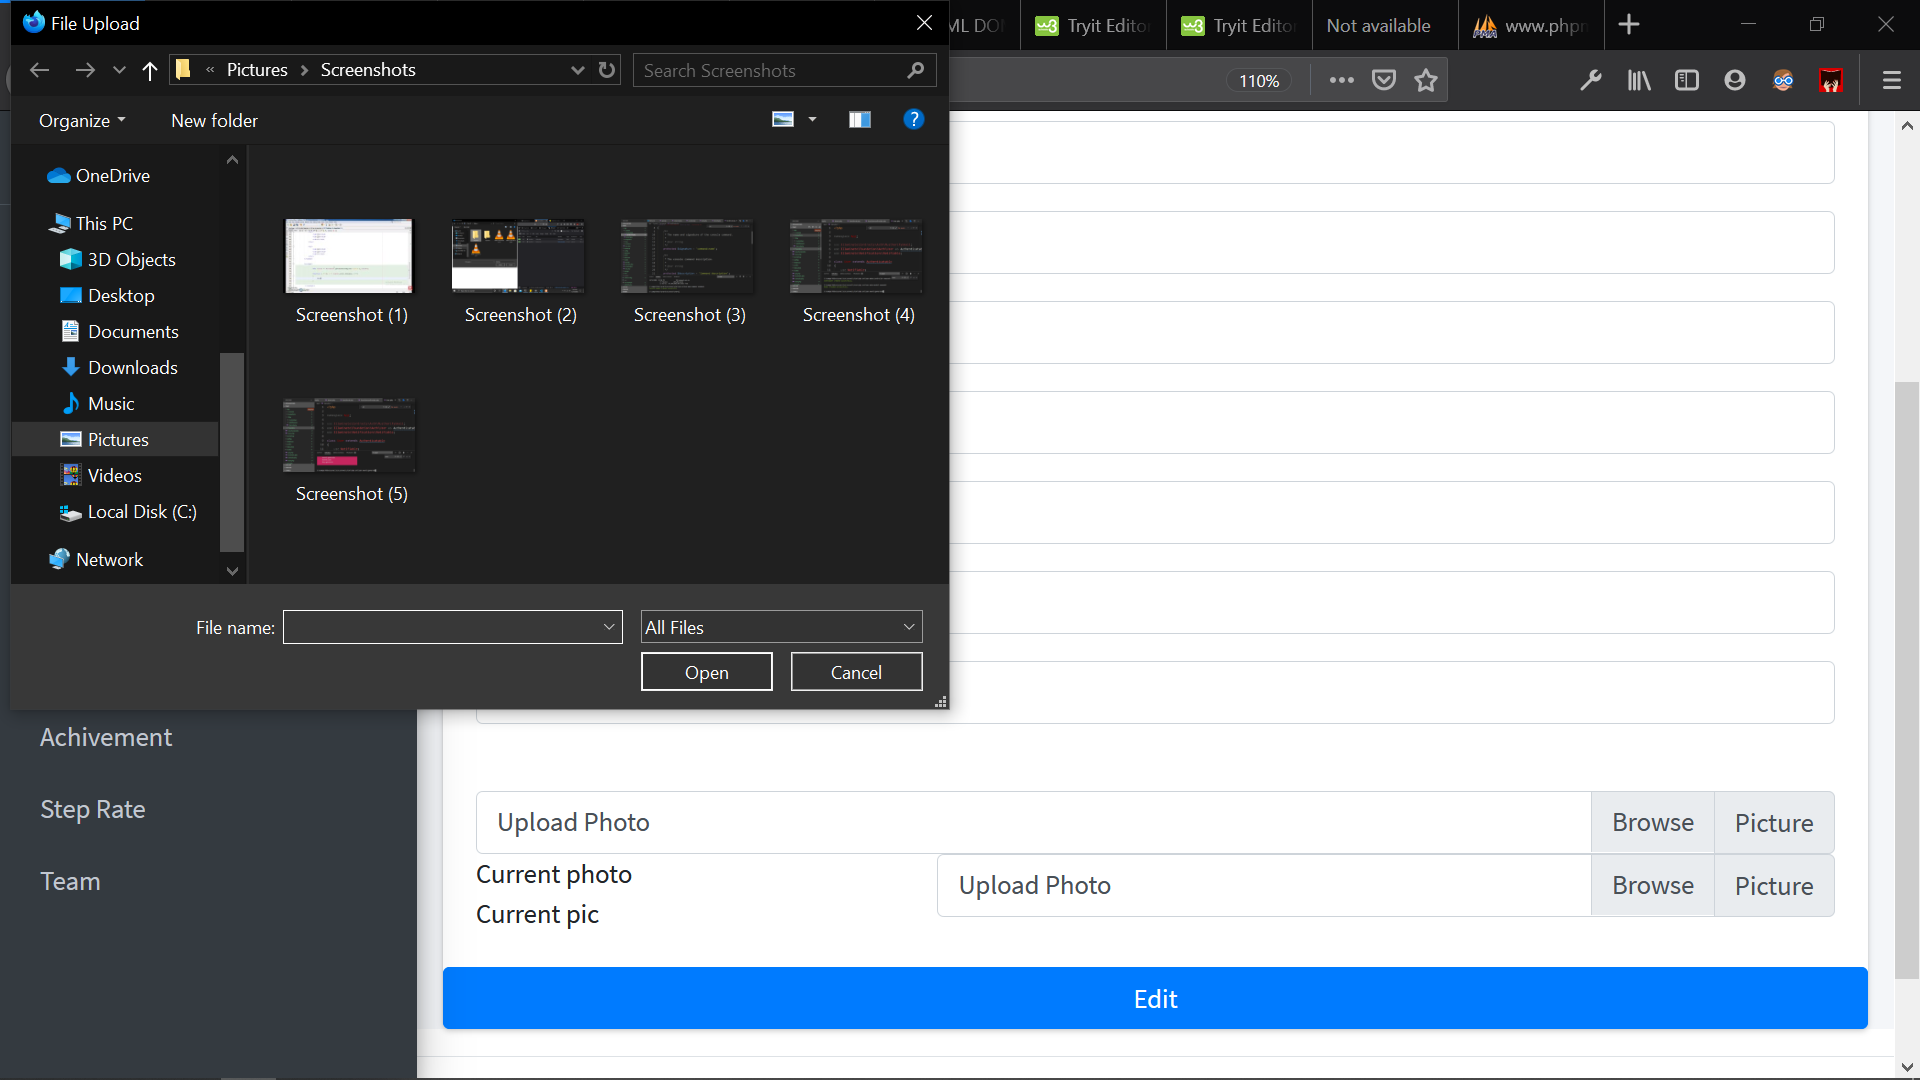 File Upload
ML DO
Tryit Edito
Tryit Edito
Not available
www.phpr
« Pictures > Screenshots
Search Screenshots
110%
Organize
New folder
OneDrive
This PC
3D Objects
Desktop
Documents
Downloads
Music
Pictures
Videos
Local Disk (C:)
Network
Screenshot (1)
Screenshot (2)
Screenshot (3)
Screenshot (4)
Screenshot (5)
File name:
All Files
Open
Cancel
Achivement
Step Rate
Team
Upload Photo
Browse
Picture
Current photo
Upload Photo
Browse
Picture
Current pic
Edit